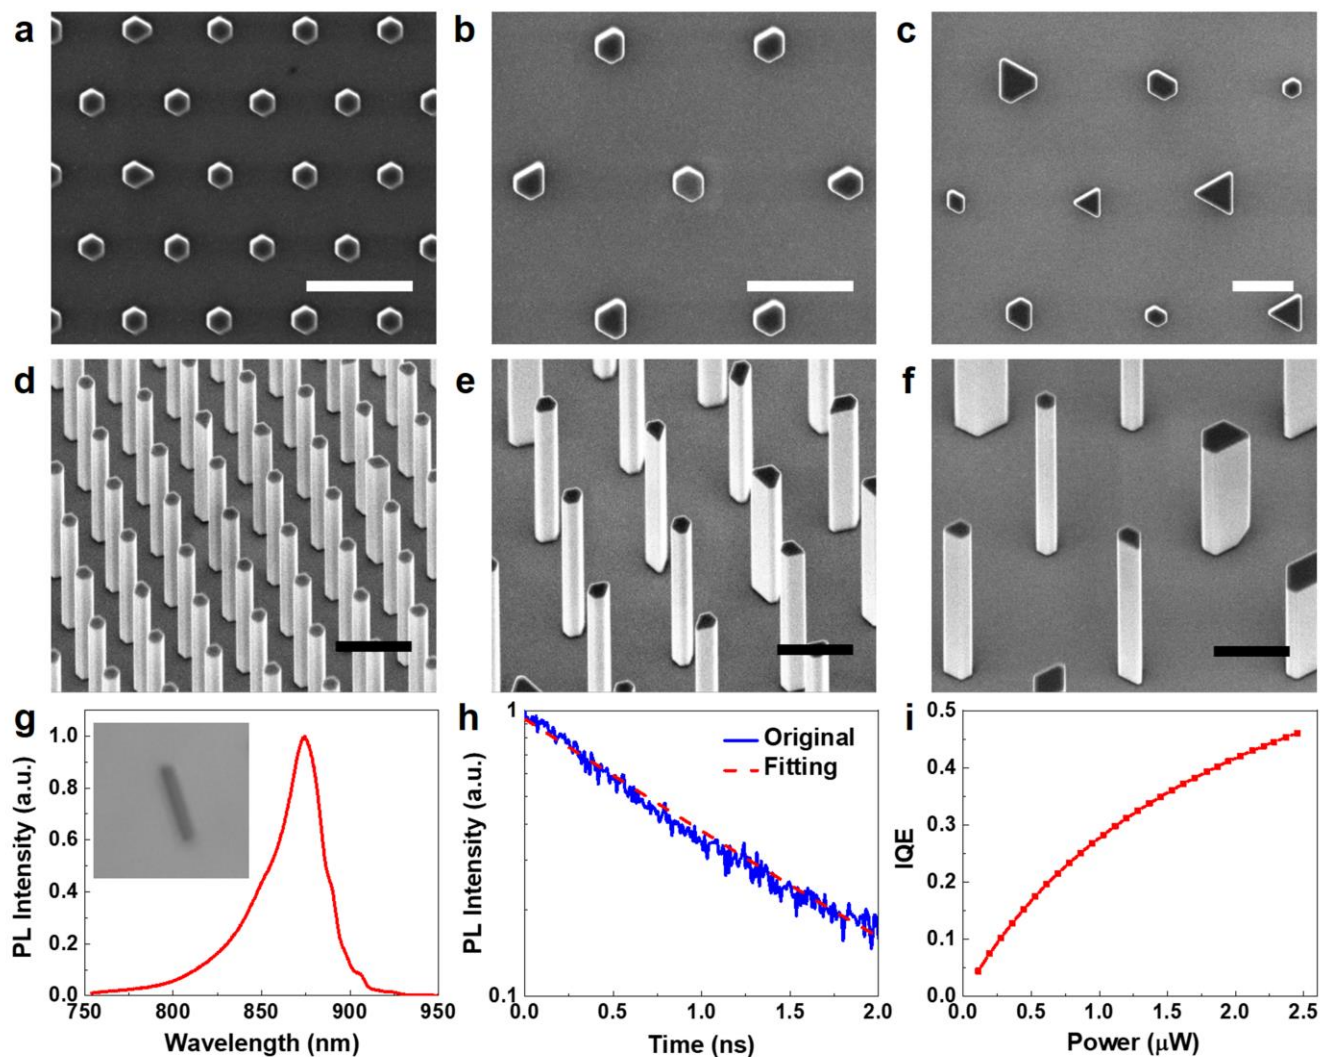 a
b
c
d
e
f
g
PL Intensity (a.u.)
1.0
0.8
0.6
0.4
0.2
0.0
750
800
850
900
950
Wavelength (nm)
h
PL Intensity (a.u.)
1
0.1
Original
Fitting
0.0
0.5
1.0
1.5
2.0
Time (ns)
i
IQE
0.5
0.4
0.3
0.2
0.1
0.0
0.0
0.5
1.0
1.5
2.0
2.5
Power (μW)